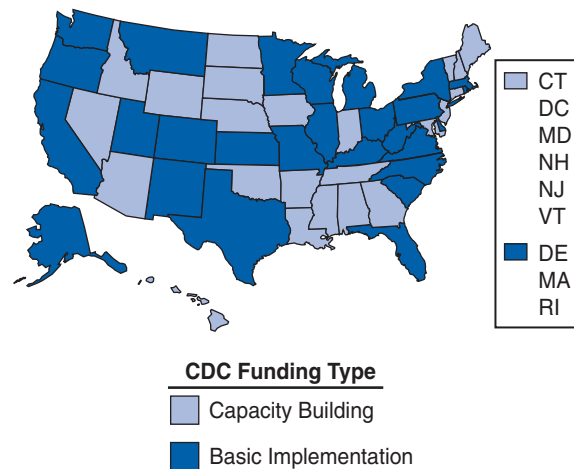 CT
DC
MD
NH
NJ
VT
DE
MA
RI
CDC Funding Type
Capacity Building
Basic Implementation